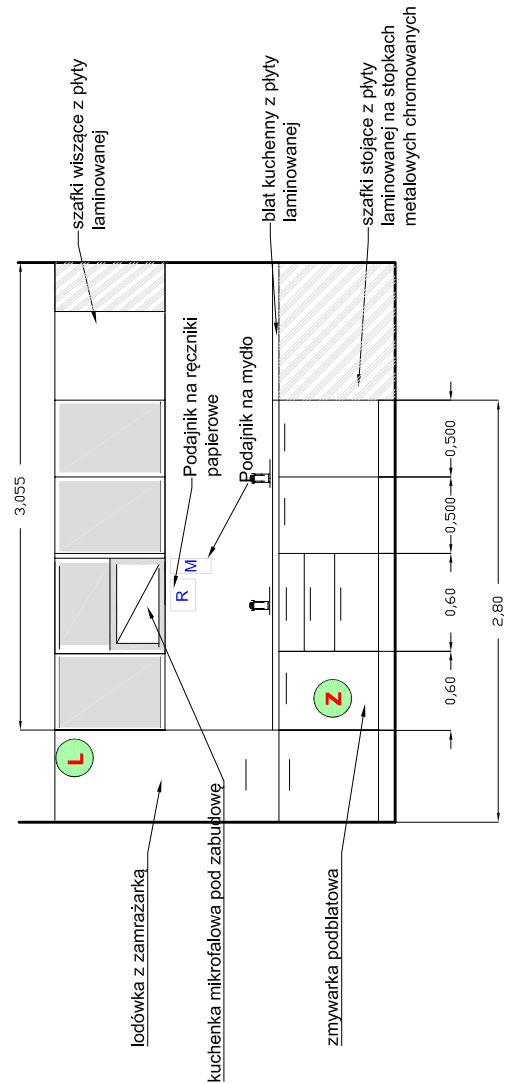 szafki wiszące z płyty
laminowanej
blat kuchenny z płyty
laminowanej
szafki stojące z płyty
laminowanej na stopkach
metalowych chromowanych
3,055
Podajnik na ręczniki
papierowe
Podajnik na mydło
L
R
M
Z
0,60
0,60
0,500
0,500
2,80
lodówka z zamrażarką
kuchenka mikrofalowa pod zabudowę
zmywarka podblatowa